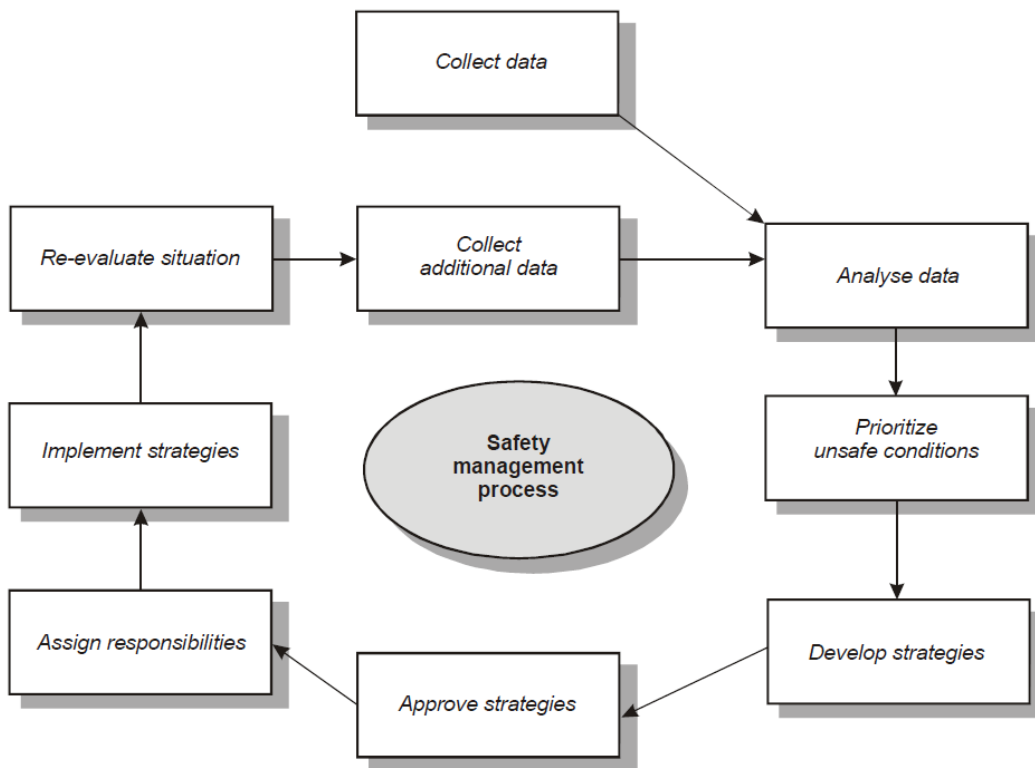 Collect data
Re-evaluate situation
Collect
additional data
Analyse data
Implement strategies
Safety
management
process
Prioritize
unsafe conditions
Assign responsibilities
Approve strategies
Develop strategies